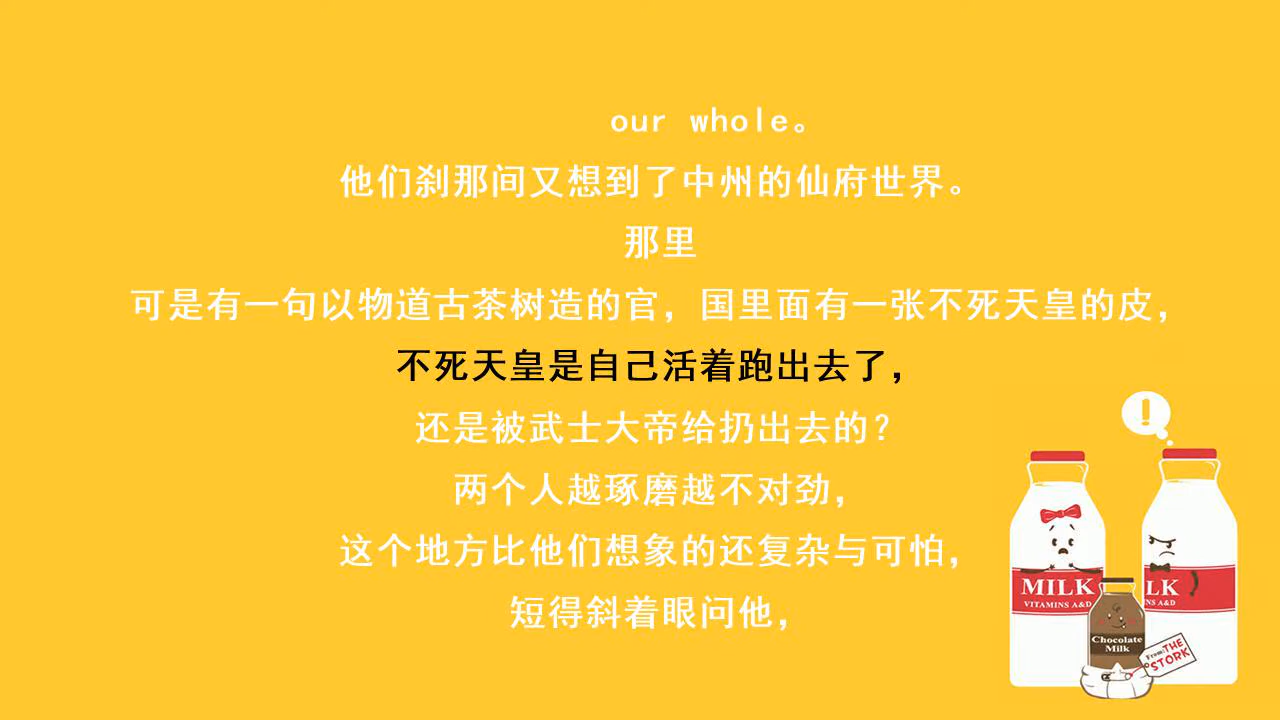 our whole。
他们刹那间又想到了中州的仙府世界。
那里
可是有一句以物道古茶树造的官，国里面有一张不死天皇的皮，
不死天皇是自己活着跑出去了，
还是被武士大帝给扔出去的？
两个人越琢磨越不对劲，
这个地方比他们想象的还复杂与可怕，
短得斜着眼问他，
!
MILK
VITAMINS A&D
LK
INS A&D
Chocolate
Milk
From: THE
STORK